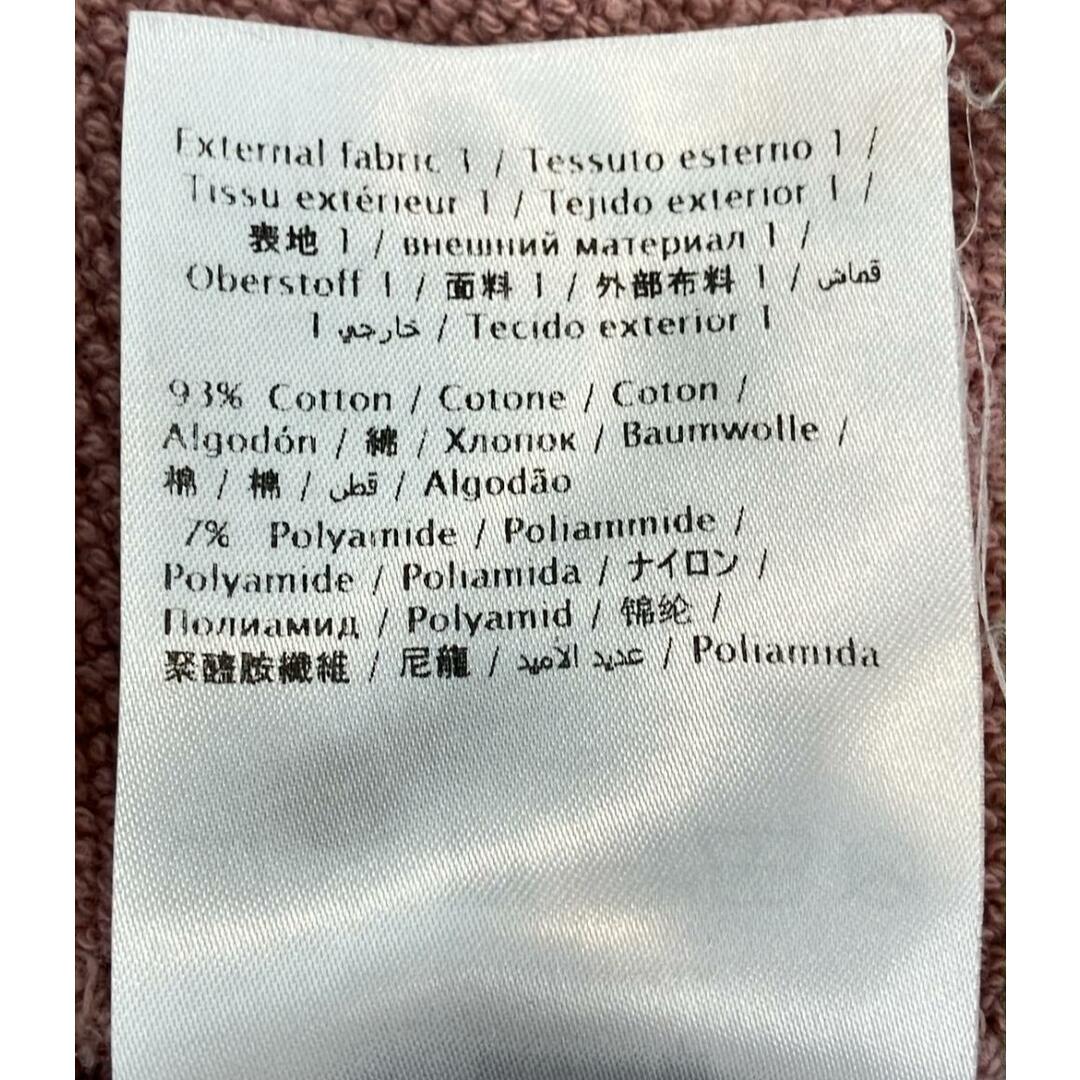 External fabric 1 / Tessuto esterno 1 /
Tissu extérieur 1 / Tejido exterior 1 /
表地 1 / внешний материал 1 /
Oberstoff 1 / 面料 1 / 外部布料 1 / قماش
خارجي 1 / Tecido exterior 1
93% Cotton / Cotone / Coton /
Algodón / 綿 / Хлопок / Baumwolle /
棉 / 棉 / قطن / Algodão
7% Polyamide / Poliammide /
Polyamide / Poliamida / ナイロン /
Полиамид / Polyamid / 锦纶 /
聚醯胺纖維 / 尼龍 / عديد الأميد / Poliamida